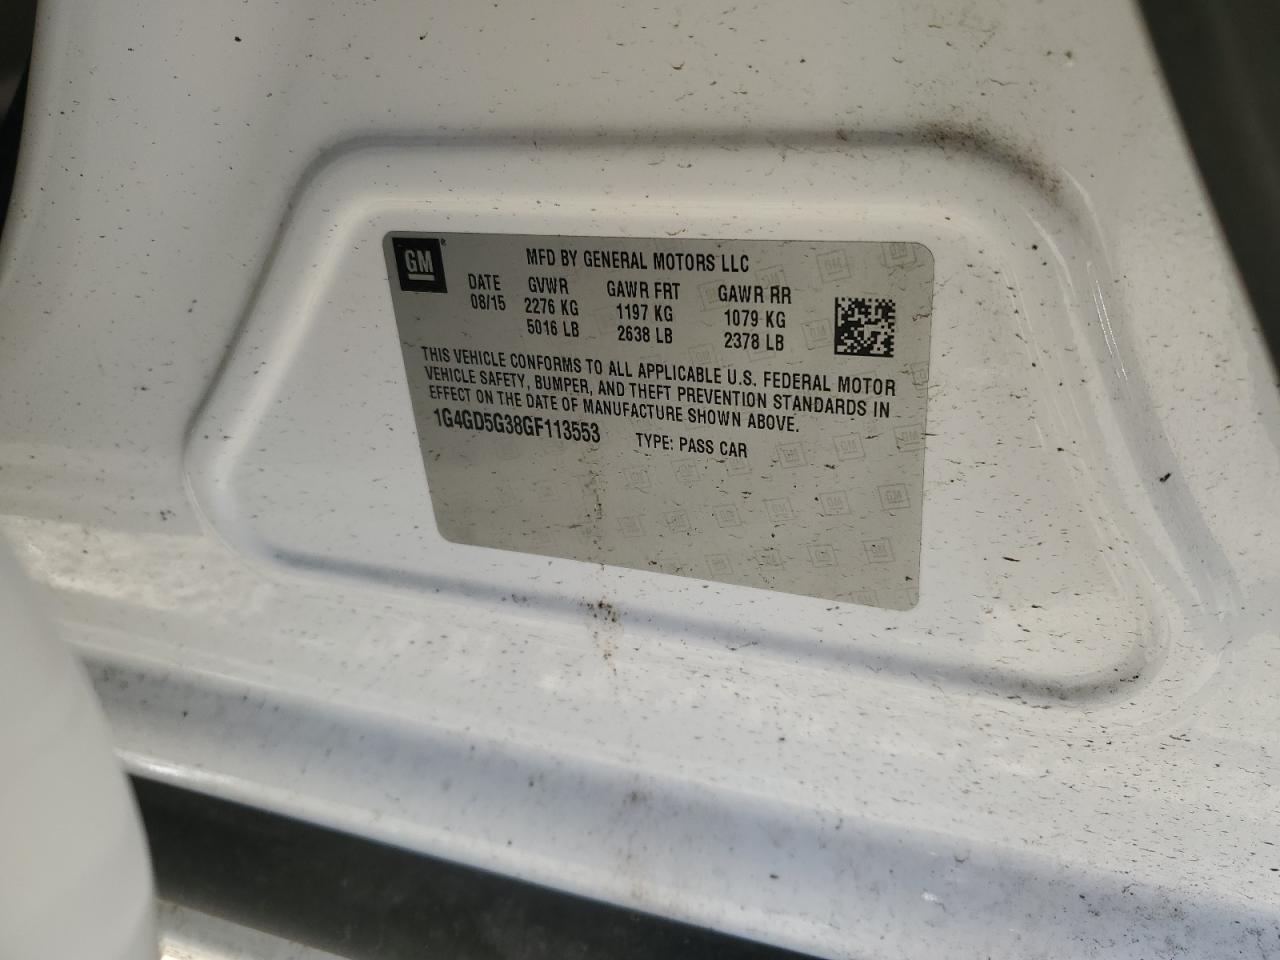 GM
MFD BY GENERAL MOTORS LLC
DATE GVWR GAWR FRT GAWR RR
08/15 2276 KG 1197 KG 1079 KG
5016 LB 2638 LB 2378 LB
THIS VEHICLE CONFORMS TO ALL APPLICABLE U.S. FEDERAL MOTOR
VEHICLE SAFETY, BUMPER, AND THEFT PREVENTION STANDARDS IN
EFFECT ON THE DATE OF MANUFACTURE SHOWN ABOVE.
1G4GD5G38GF113553 TYPE: PASS CAR